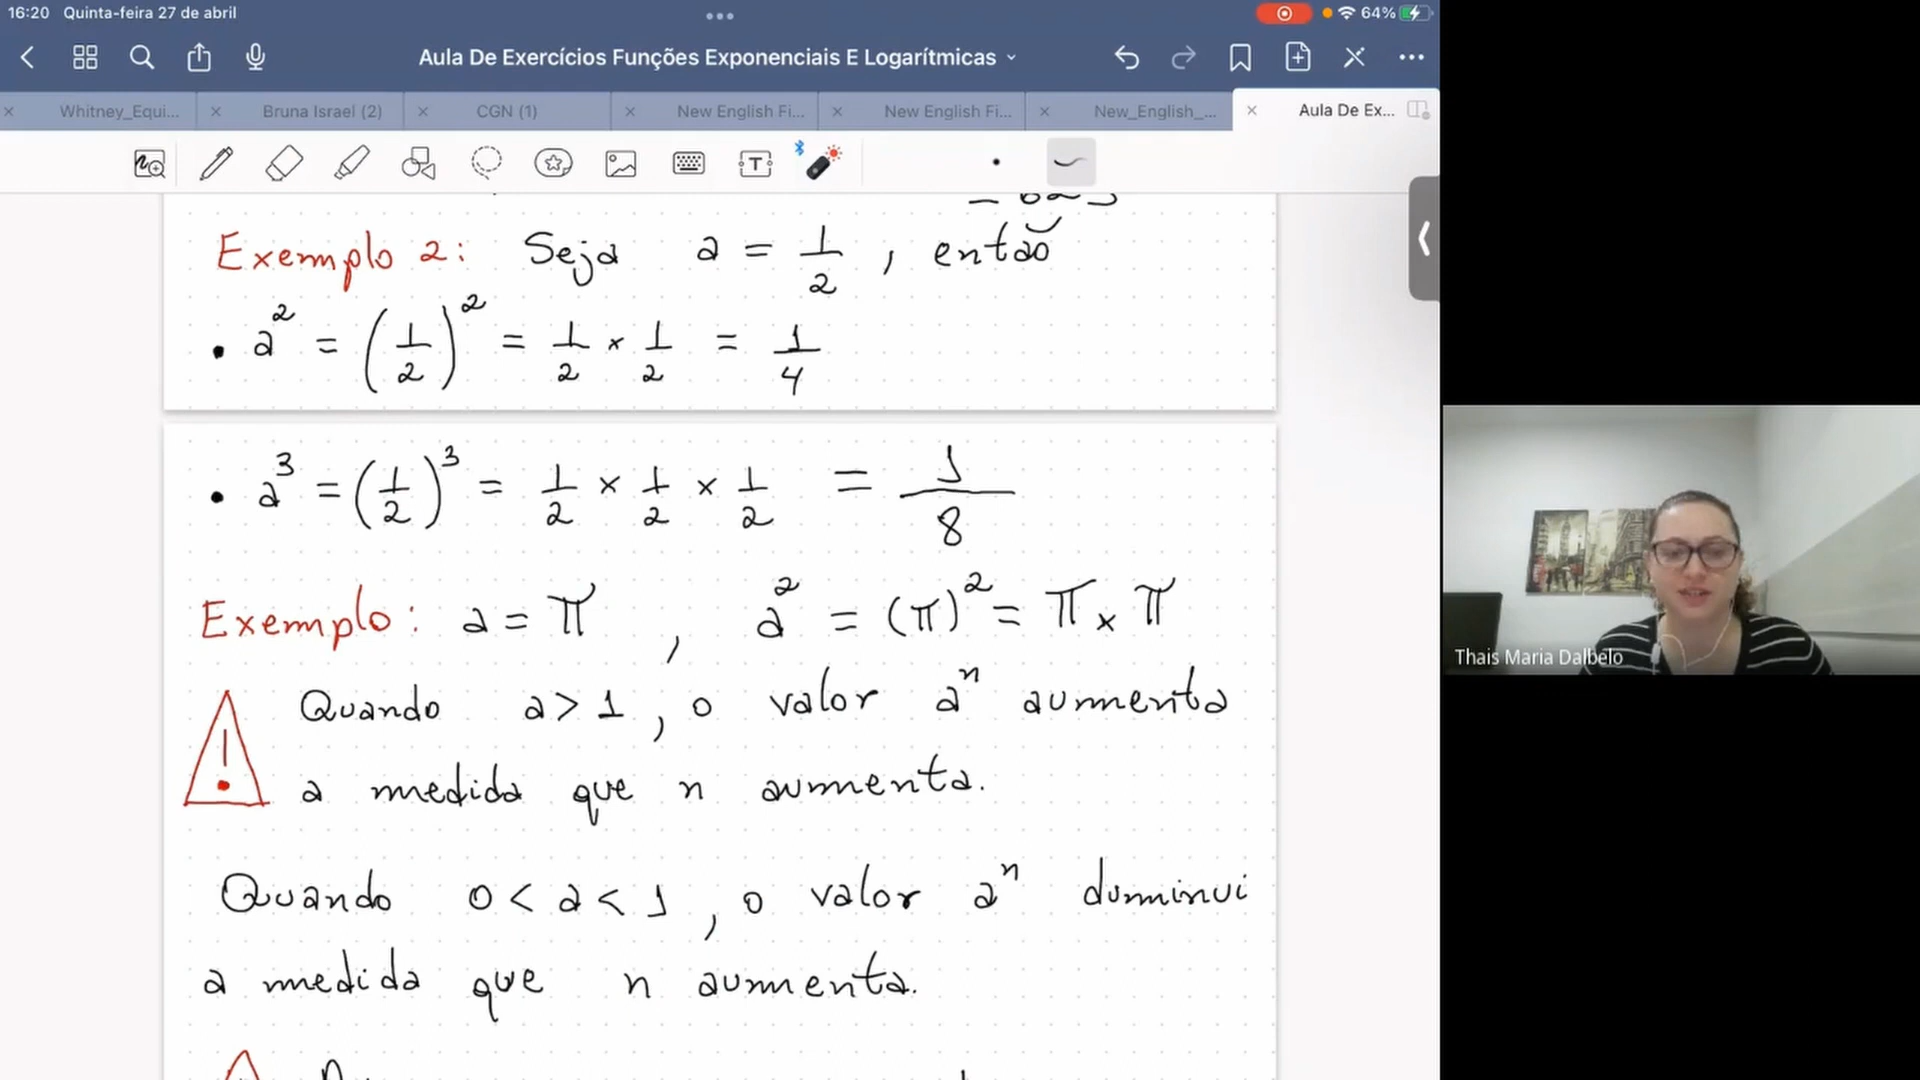 16:20 Quinta-feira 27 de abril
64%
Aula De Exercícios Funções Exponenciais E Logarítmicas
Whitney_Equi...
Bruna Israel (2)
CGN (1)
New English Fi...
New English Fi...
New_English_...
Aula De Ex...
Exemplo 2: Seja a = 1/2, então
• a² = (1/2)² = 1/2 × 1/2 = 1/4
• a³ = (1/2)³ = 1/2 × 1/2 × 1/2 = 1/8
Exemplo: a = π, a² = (π)² = π × π
Quando a > 1, o valor aⁿ aumenta
a medida que n aumenta.
Quando 0 < a < 1, o valor aⁿ diminui
a medida que n aumenta.
Thais Maria Dalbelo